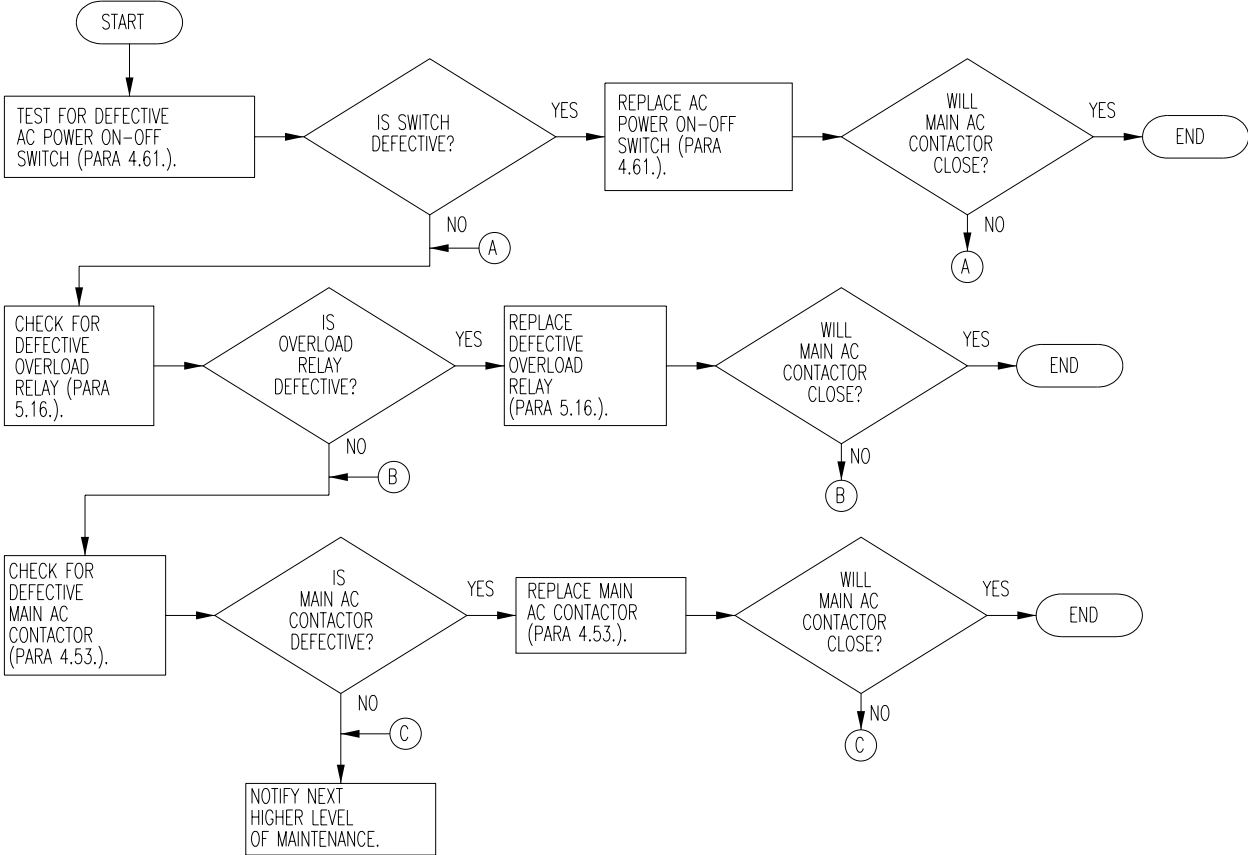 START
TEST FOR DEFECTIVE
AC POWER ON-OFF
SWITCH (PARA 4.61.).
IS SWITCH
DEFECTIVE?
YES
REPLACE AC
POWER ON-OFF
SWITCH (PARA
4.61.).
WILL
MAIN AC
CONTACTOR
CLOSE?
YES
END
NO
A
NO
A
CHECK FOR
DEFECTIVE
OVERLOAD
RELAY (PARA
5.16.).
IS
OVERLOAD
RELAY
DEFECTIVE?
YES
REPLACE
DEFECTIVE
OVERLOAD
RELAY
(PARA 5.16.).
WILL
MAIN AC
CONTACTOR
CLOSE?
YES
END
NO
B
NO
B
CHECK FOR
DEFECTIVE
MAIN AC
CONTACTOR
(PARA 4.53.).
IS
MAIN AC
CONTACTOR
DEFECTIVE?
YES
REPLACE MAIN
AC CONTACTOR
(PARA 4.53.).
WILL
MAIN AC
CONTACTOR
CLOSE?
YES
END
NO
C
NO
C
NOTIFY NEXT
HIGHER LEVEL
OF MAINTENANCE.